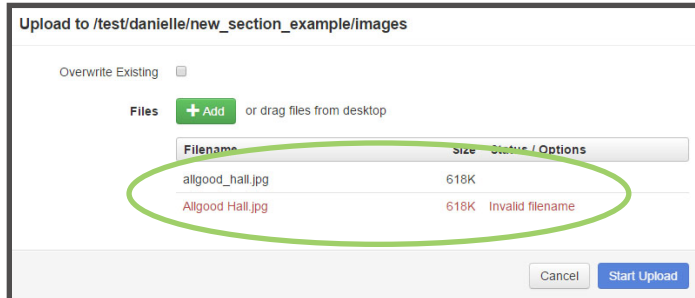 Upload to /test/danielle/new_section_example/images
Overwrite Existing
Files + Add or drag files from desktop
Filename Size Status / Options
allgood_hall.jpg 618K
Allgood Hall.jpg 618K Invalid filename
Cancel Start Upload